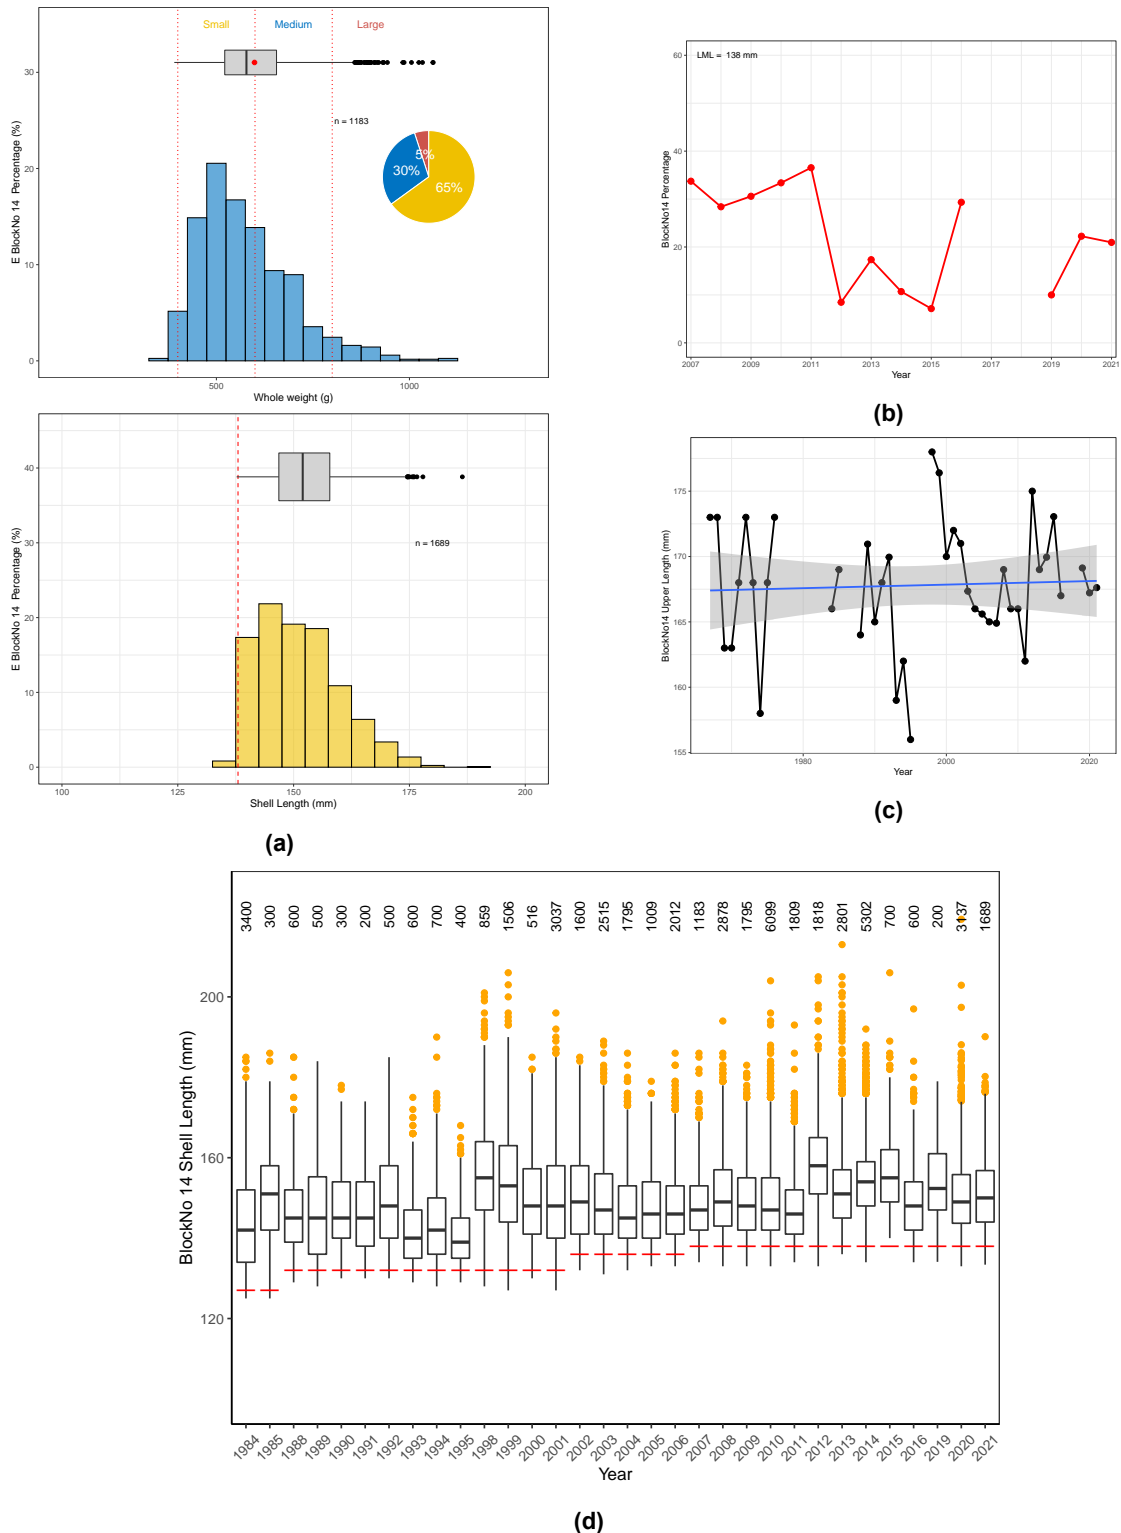 Small Medium Large
n = 1183
5%
30%
65%
E BlockNo 14 Percentage (%)
30
20
10
0
500 1000
Whole weight (g)
E BlockNo 14 Percentage (%)
40
30
20
10
0
n = 1689
100 125 150 175 200
Shell Length (mm)
(a)
LML = 138 mm
BlockNo14 Percentage
60
40
20
0
2007 2009 2011 2013 2015 2017 2019 2021
Year
(b)
BlockNo14 Upper Length (mm)
175
170
165
160
155
1980 2000 2020
Year
(c)
3400 300 600 500 300 200 500 600 700 400 859 1506 516 3037 1600 2515 1795 1009 2012 1183 2878 1795 6099 1809 1818 2801 5302 700 600 200 3137 1689
BlockNo 14 Shell Length (mm)
200
160
120
1984 1985 1988 1989 1990 1991 1992 1993 1994 1995 1998 1999 2000 2001 2002 2003 2004 2005 2006 2007 2008 2009 2010 2011 2012 2013 2014 2015 2016 2019 2020 2021
Year
(d)